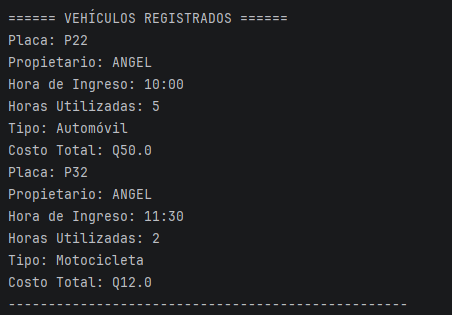 ====== VEHÍCULOS REGISTRADOS ======
Placa: P22
Propietario: ANGEL
Hora de Ingreso: 10:00
Horas Utilizadas: 5
Tipo: Automóvil
Costo Total: Q50.0
Placa: P32
Propietario: ANGEL
Hora de Ingreso: 11:30
Horas Utilizadas: 2
Tipo: Motocicleta
Costo Total: Q12.0
--------------------------------------------------